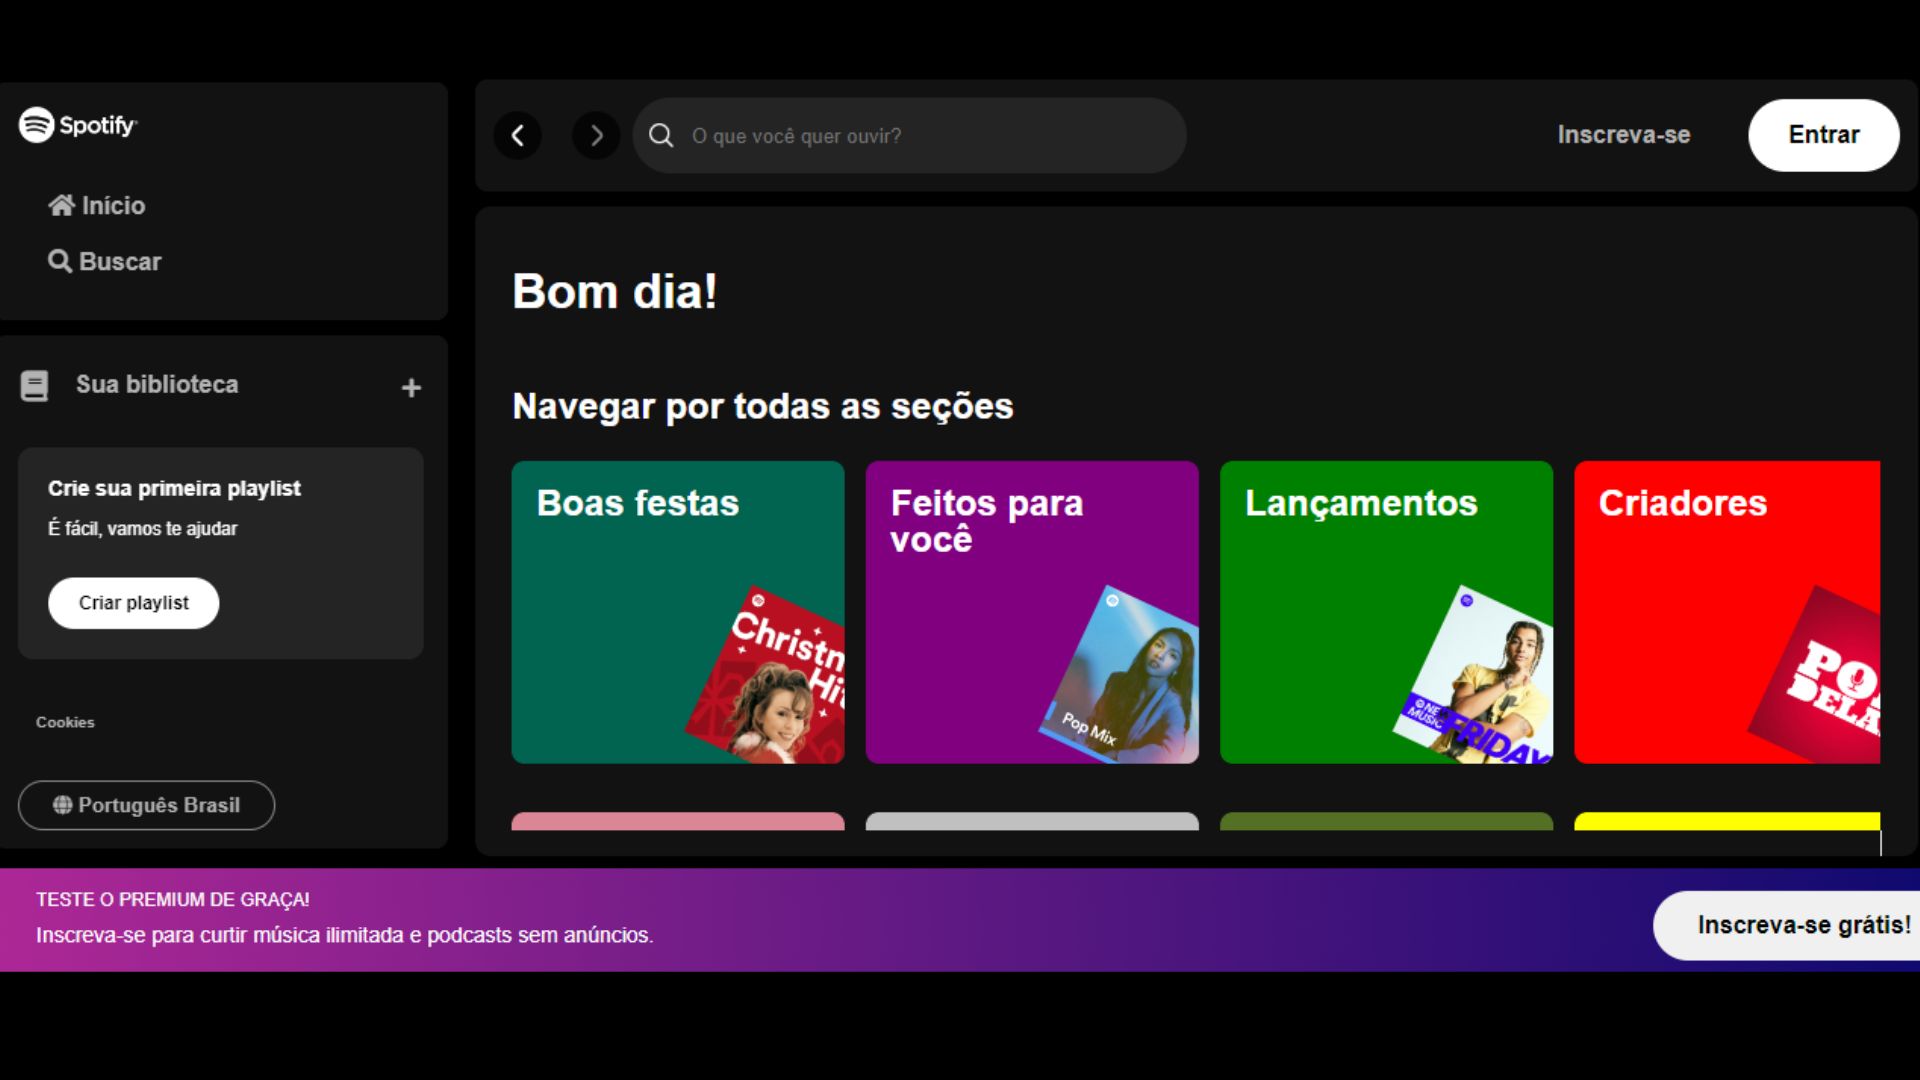 Spotify
Início
Buscar
Sua biblioteca
Crie sua primeira playlist
É fácil, vamos te ajudar
Criar playlist
Cookies
Português Brasil
O que você quer ouvir?
Inscreva-se
Entrar
Bom dia!
Navegar por todas as seções
Boas festas
Christm
Hit
Feitos para
você
Pop Mix
Lançamentos
NE
MUSIC
FRIDAY
Criadores
PO
DELA
TESTE O PREMIUM DE GRAÇA!
Inscreva-se para curtir música ilimitada e podcasts sem anúncios.
Inscreva-se grátis!